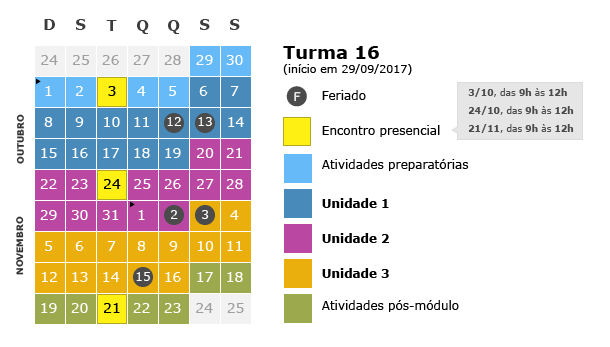 D S T Q Q S S
24 25 26 27 28 29 30
1 2 3 4 5 6 7
8 9 10 11 12 13 14
15 16 17 18 19 20 21
22 23 24 25 26 27 28
29 30 31 1 2 3 4
5 6 7 8 9 10 11
12 13 14 15 16 17 18
19 20 21 22 23 24 25
OUTUBRO
NOVEMBRO
Turma 16
(início em 29/09/2017)
F Feriado
Encontro presencial
3/10, das 9h às 12h
24/10, das 9h às 12h
21/11, das 9h às 12h
Atividades preparatórias
Unidade 1
Unidade 2
Unidade 3
Atividades pós-módulo